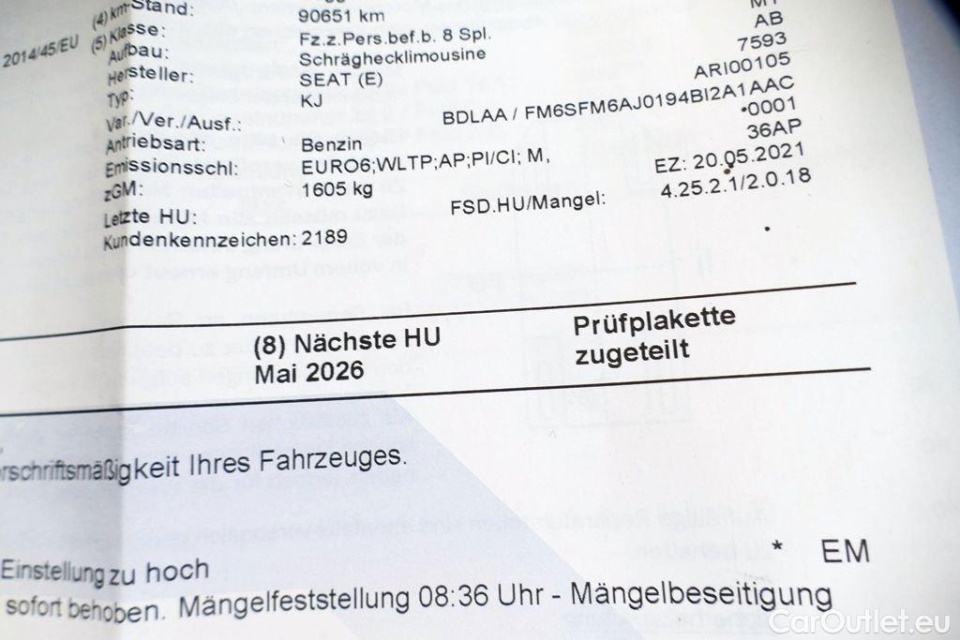 (4) km-Stand: 90651 km
2014/45/EU (5) Klasse: Fz.z.Pers.bef.b. 8 Spl. M1
Aufbau: Schräghecklimousine AB
Hersteller: SEAT (E) 7593
Typ: KJ ARI00105
Var./Ver./Ausf.: BDLAA / FM6SFM6AJ0194BI2A1AAC
Antriebsart: Benzin 0001
Emissionsschl: EURO6;WLTP;AP;PI/CI; M, 36AP
zGM: 1605 kg EZ: 20.05.2021
Letzte HU: FSD.HU/Mangel: 4.25.2.1/2.0.18
Kundenkennzeichen: 2189
(8) Nächste HU Prüfplakette
Mai 2026 zugeteilt
rschriftsmäßigkeit Ihres Fahrzeuges.
* EM
Einstellung zu hoch
sofort behoben. Mängelfeststellung 08:36 Uhr - Mängelbeseitigung
CarOutlet.eu